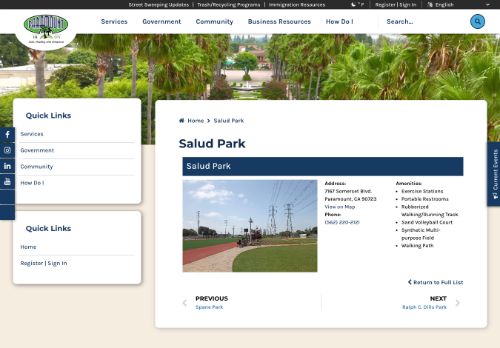 Street Sweeping Updates | Trash/Recycling Programs | Immigration Resources
°F | Register | Sign In
English
PARAMOUNT
Services Government Community Business Resources How Do I
Search...
Quick Links
Services
Government
Community
How Do I
Quick Links
Home
Register | Sign In
Home > Salud Park
Salud Park
Salud Park
Address:
7167 Somerset Blvd.
Paramount, CA 90723
View on Map
Phone:
(562) 220-2121
Amenities:
Exercise Stations
Portable Restrooms
Rubberized
Walking/Running Track
Sand Volleyball Court
Synthetic Multi-
purpose Field
Walking Path
Return to Full List
PREVIOUS
Spane Park
NEXT
Ralph C. Dills Park
Current Events